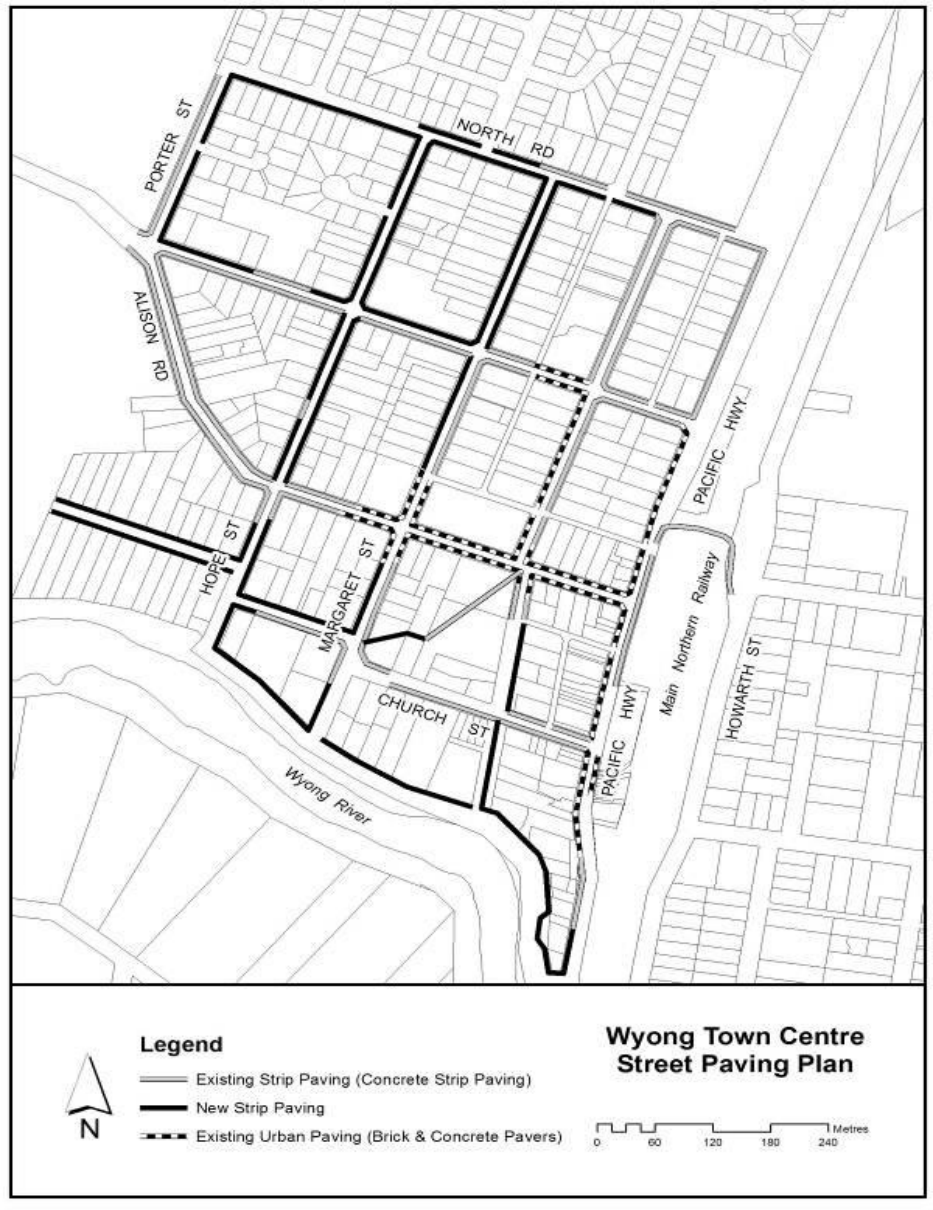 NORTH RD
PORTER ST
ALISON RD
PACIFIC HWY
HOPE ST
MARGARET ST
Main Northern Railway
HOWARTH ST
CHURCH ST
PACIFIC HWY
Wyong River
Legend
Existing Strip Paving (Concrete Strip Paving)
New Strip Paving
Existing Urban Paving (Brick & Concrete Pavers)
N
Wyong Town Centre
Street Paving Plan
Metres
0 60 120 180 240